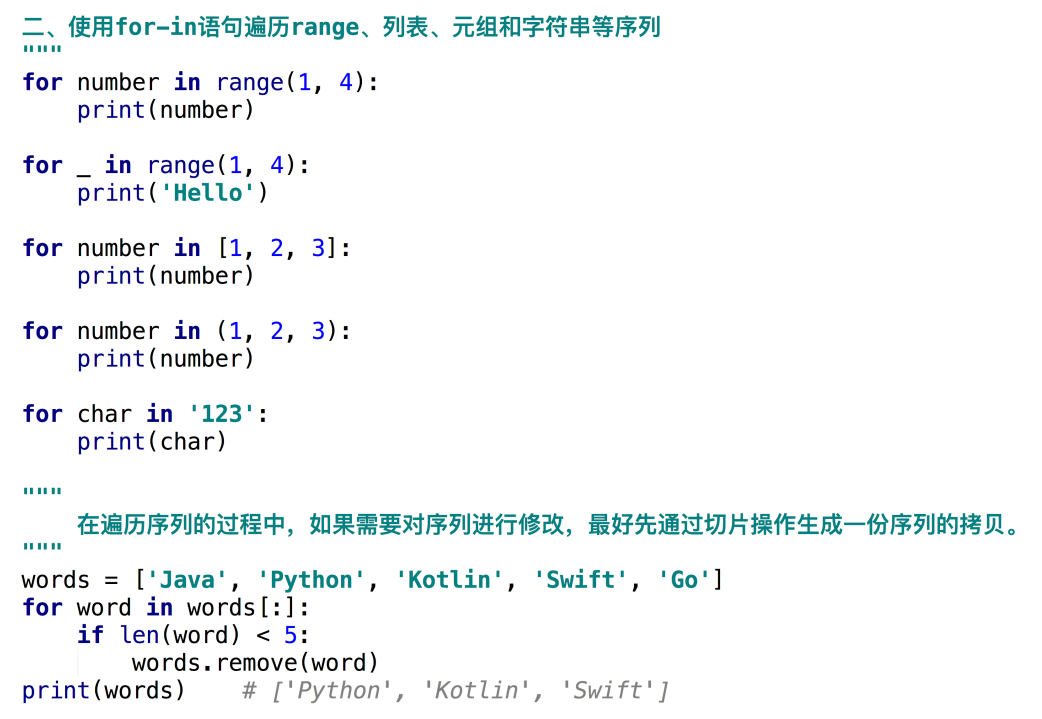 二、使用for-in语句遍历range、列表、元组和字符串等序列
"""
for number in range(1, 4):
    print(number)

for _ in range(1, 4):
    print('Hello')

for number in [1, 2, 3]:
    print(number)

for number in (1, 2, 3):
    print(number)

for char in '123':
    print(char)

"""
    在遍历序列的过程中，如果需要对序列进行修改，最好先通过切片操作生成一份序列的拷贝。
"""
words = ['Java', 'Python', 'Kotlin', 'Swift', 'Go']
for word in words[:]:
    if len(word) < 5:
        words.remove(word)
print(words)    # ['Python', 'Kotlin', 'Swift']